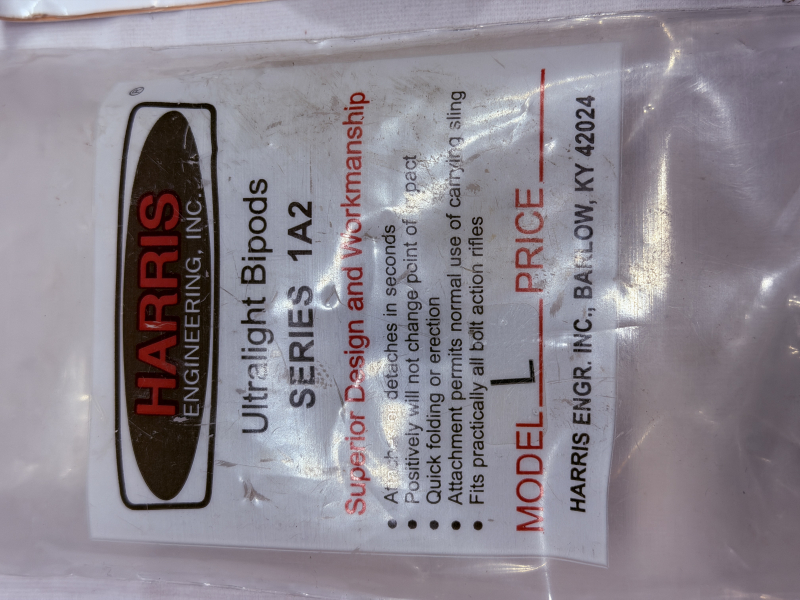 HARRIS ®
ENGINEERING, INC.
Ultralight Bipods
SERIES 1A2
Superior Design and Workmanship
• detaches in seconds
• Positively will not change point of
• Quick folding or erection
• Attachment permits normal use of carrying sling
• Fits practically all bolt action rifles
MODEL L PRICE
HARRIS ENGR. INC., BARLOW, KY 42024